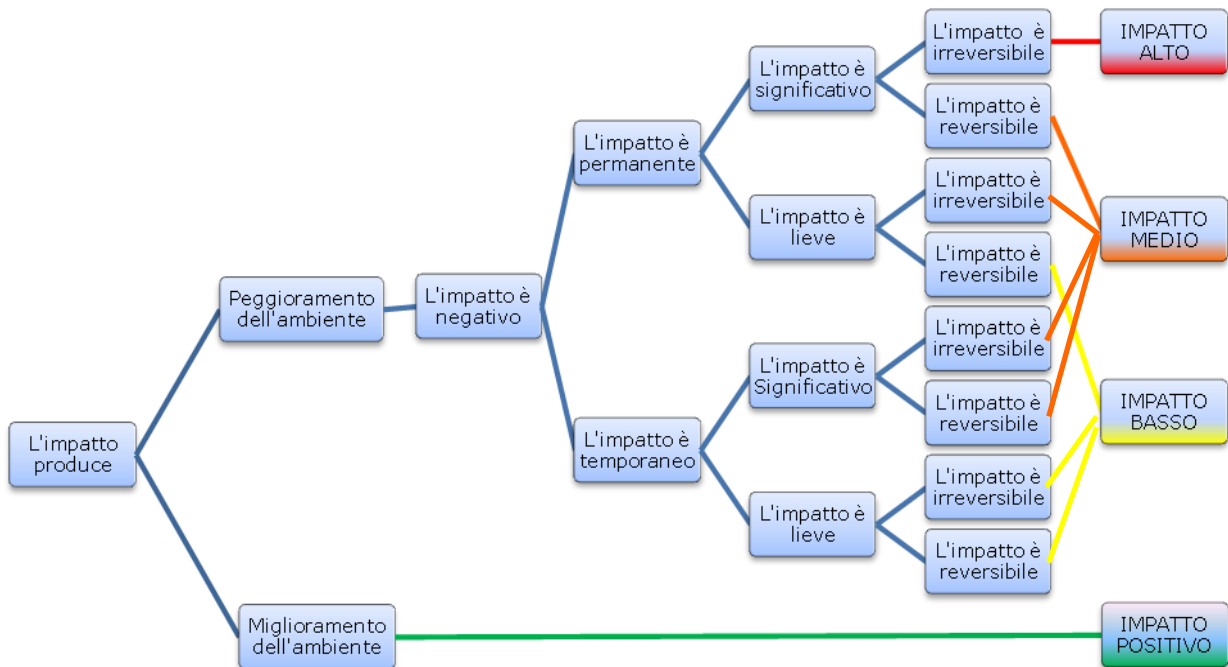 L'impatto è
irreversibile
IMPATTO
ALTO
L'impatto è
significativo
L'impatto è
reversibile
L'impatto è
permanente
L'impatto è
irreversibile
L'impatto è
lieve
IMPATTO
MEDIO
L'impatto è
reversibile
Peggioramento
dell'ambiente
L'impatto è
negativo
L'impatto è
irreversibile
L'impatto è
Significativo
L'impatto è
reversibile
IMPATTO
BASSO
L'impatto
produce
L'impatto è
temporaneo
L'impatto è
irreversibile
L'impatto è
lieve
L'impatto è
reversibile
Miglioramento
dell'ambiente
IMPATTO
POSITIVO